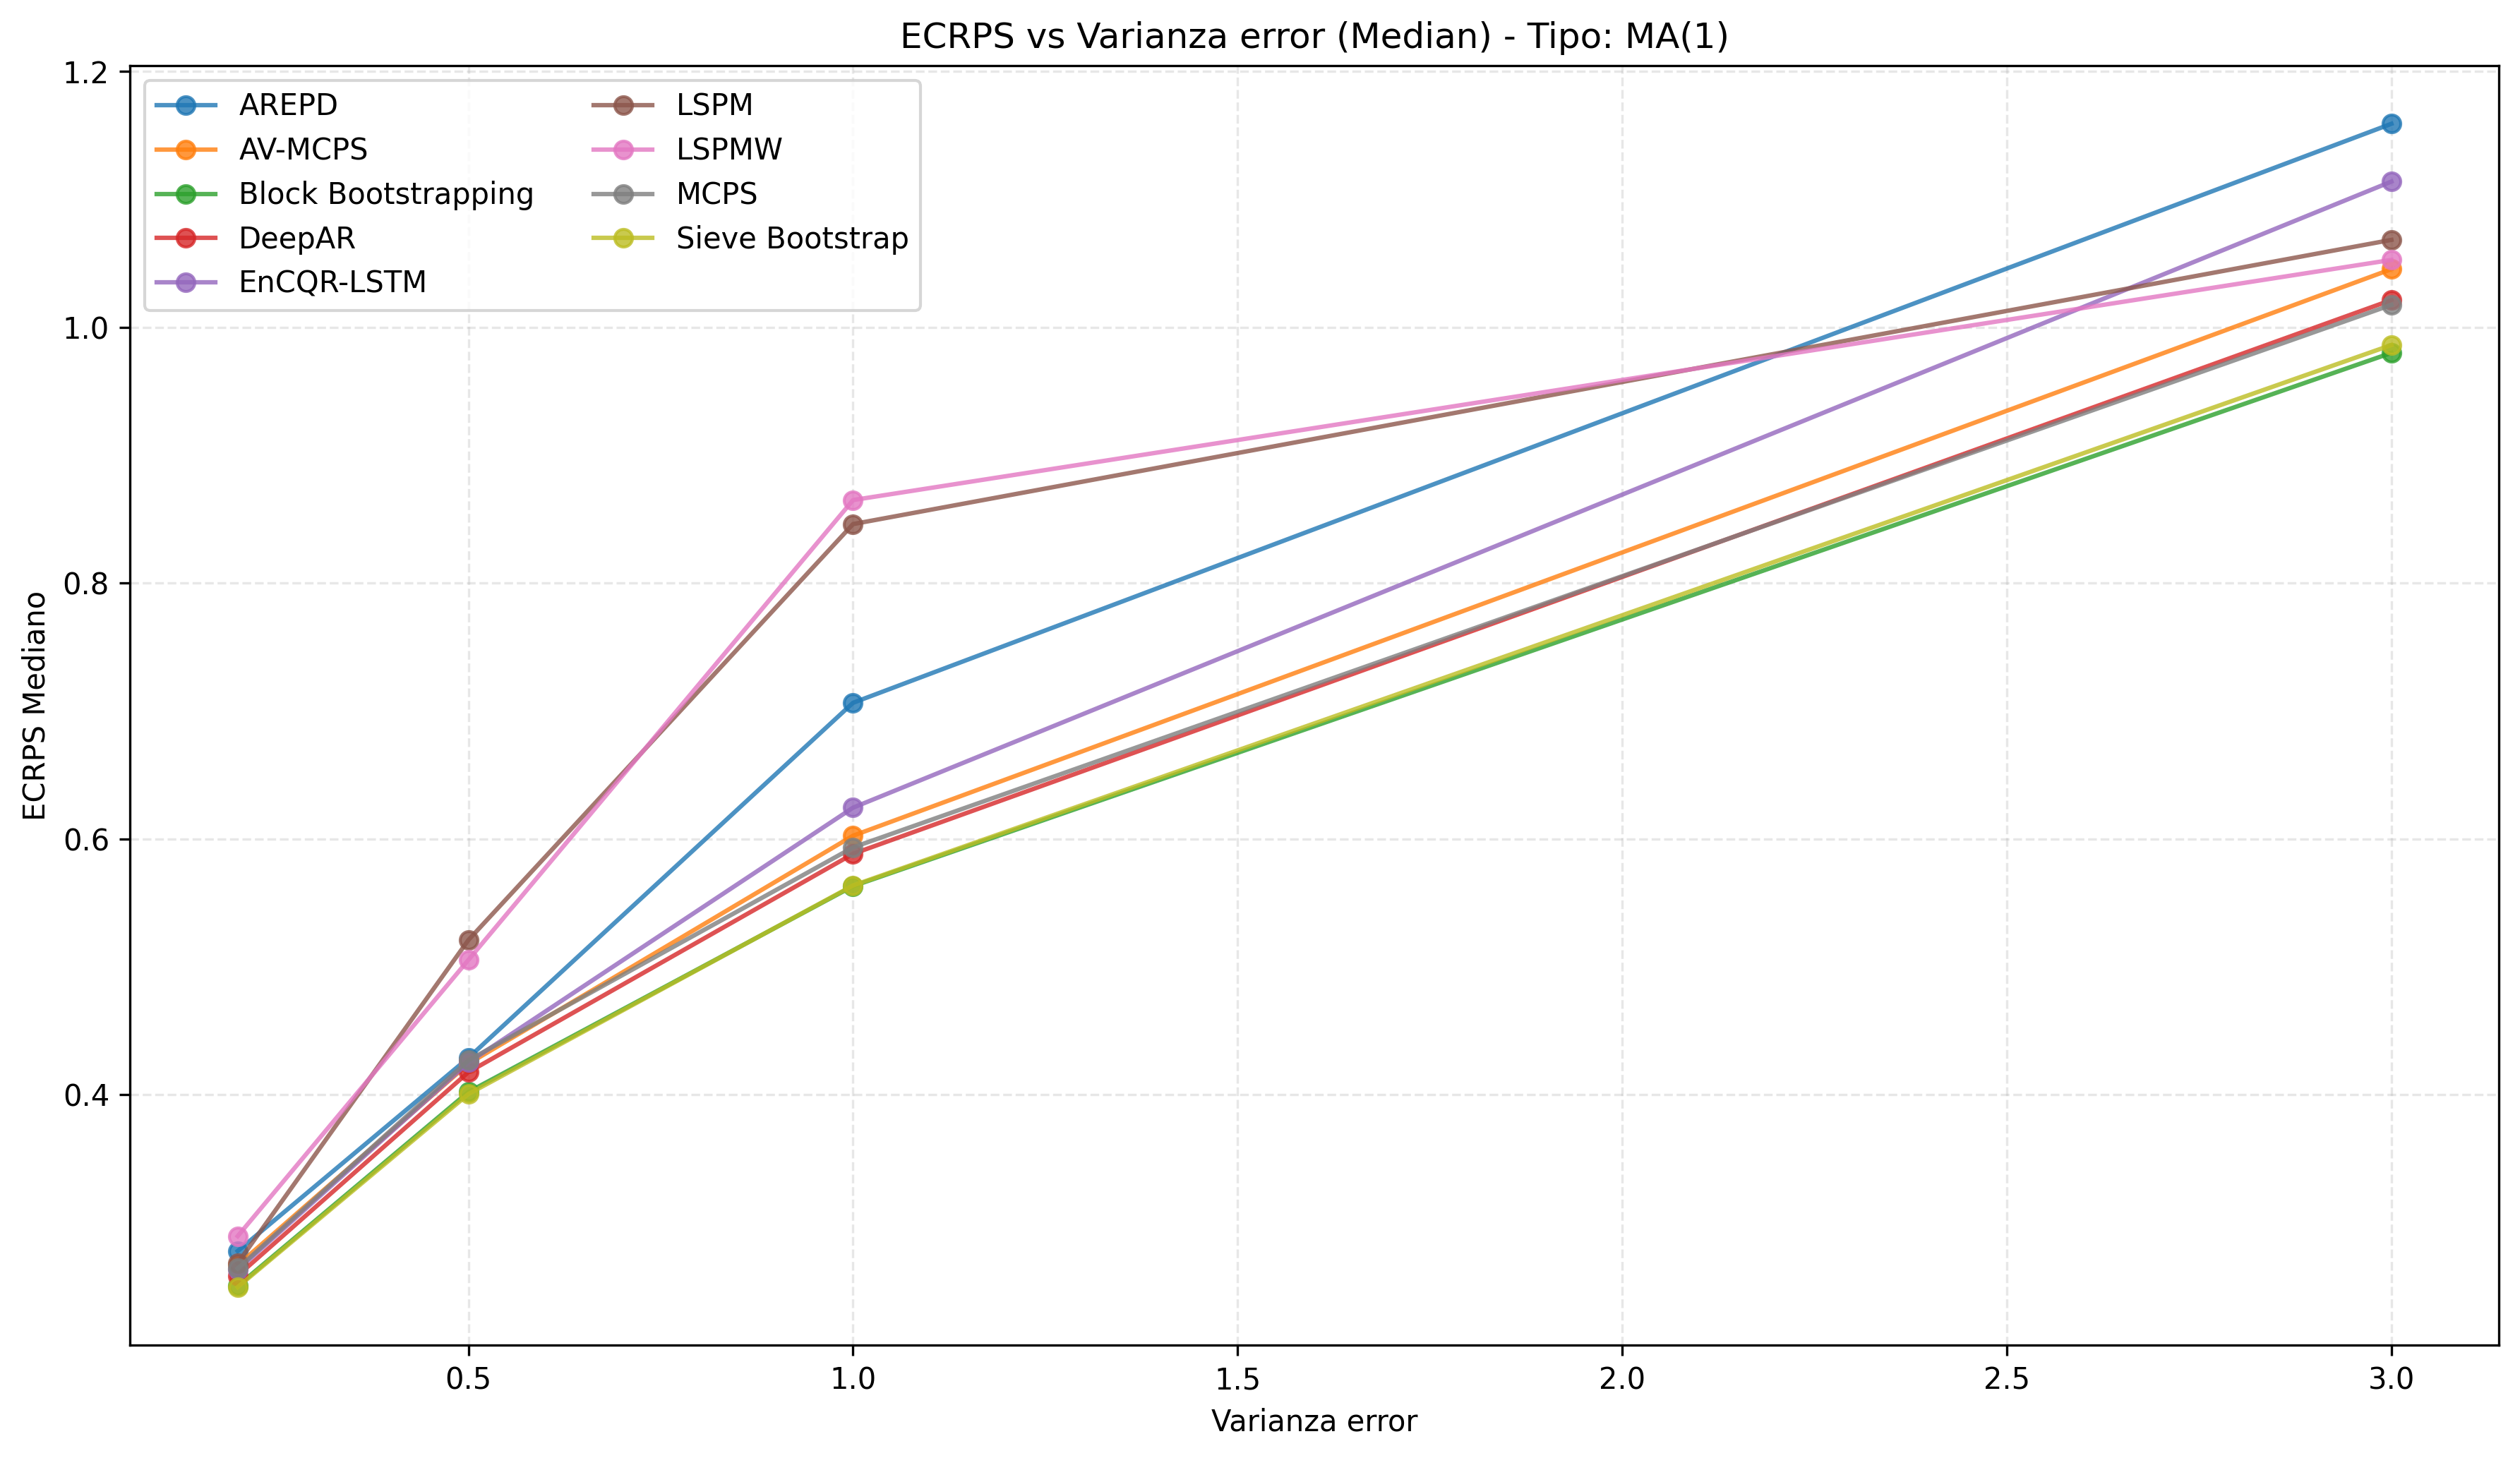 ECRPS vs Varianza error (Median) - Tipo: MA(1)
AREPD
AV-MCPS
Block Bootstrapping
DeepAR
EnCQR-LSTM
LSPM
LSPMW
MCPS
Sieve Bootstrap
ECRPS Mediano
1.2
1.0
0.8
0.6
0.4
0.5
1.0
1.5
2.0
2.5
3.0
Varianza error